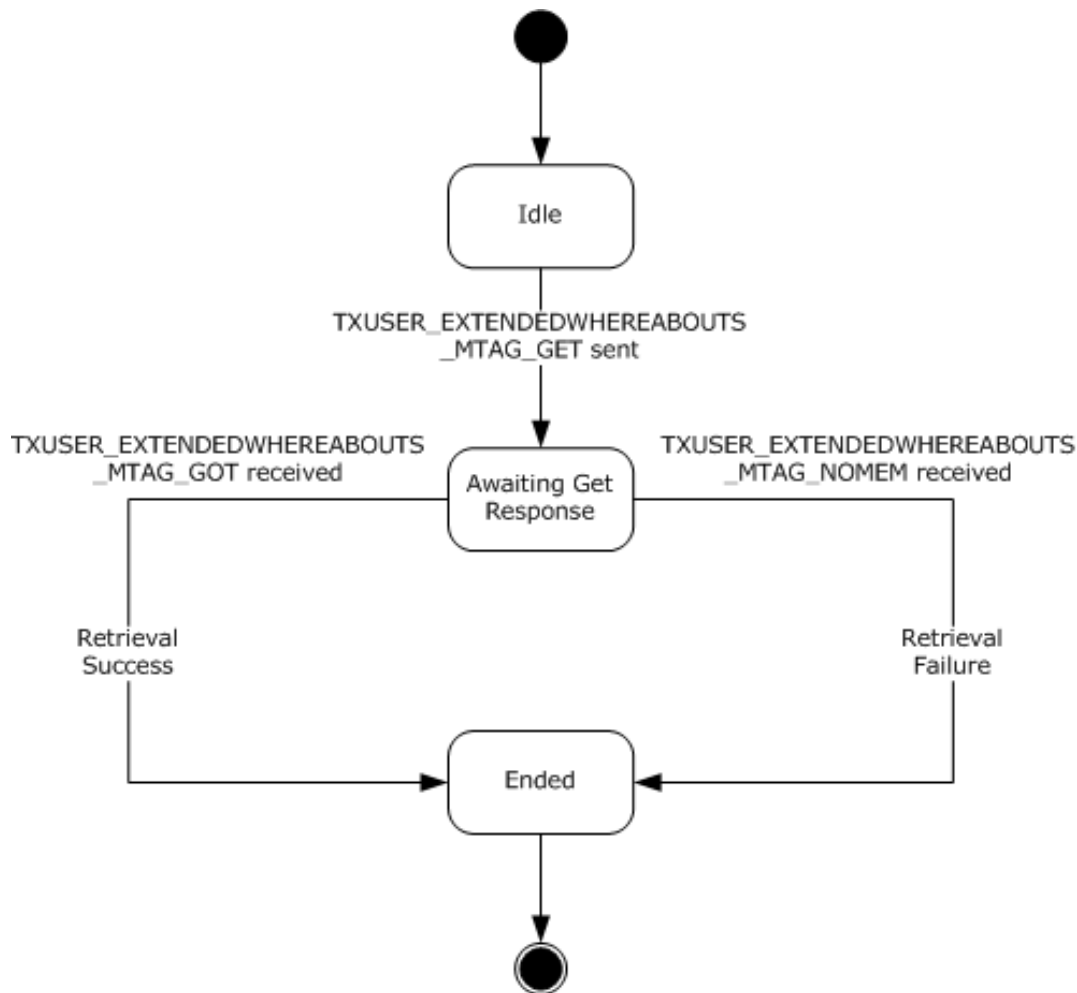 Idle
TXUSER_EXTENDEDWHEREABOUTS
_MTAG_GET sent
TXUSER_EXTENDEDWHEREABOUTS
_MTAG_GOT received
TXUSER_EXTENDEDWHEREABOUTS
_MTAG_NOMEM received
Awaiting Get
Response
Retrieval
Success
Retrieval
Failure
Ended